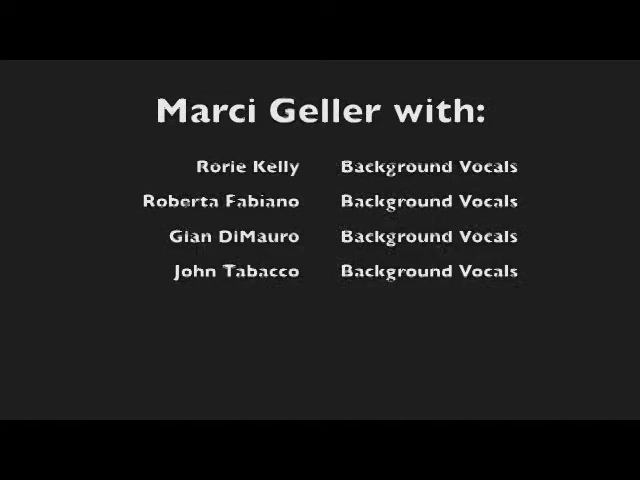 Marci Geller with:
Rorie Kelly Background Vocals
Roberta Fabiano Background Vocals
Gian DiMauro Background Vocals
John Tabacco Background Vocals